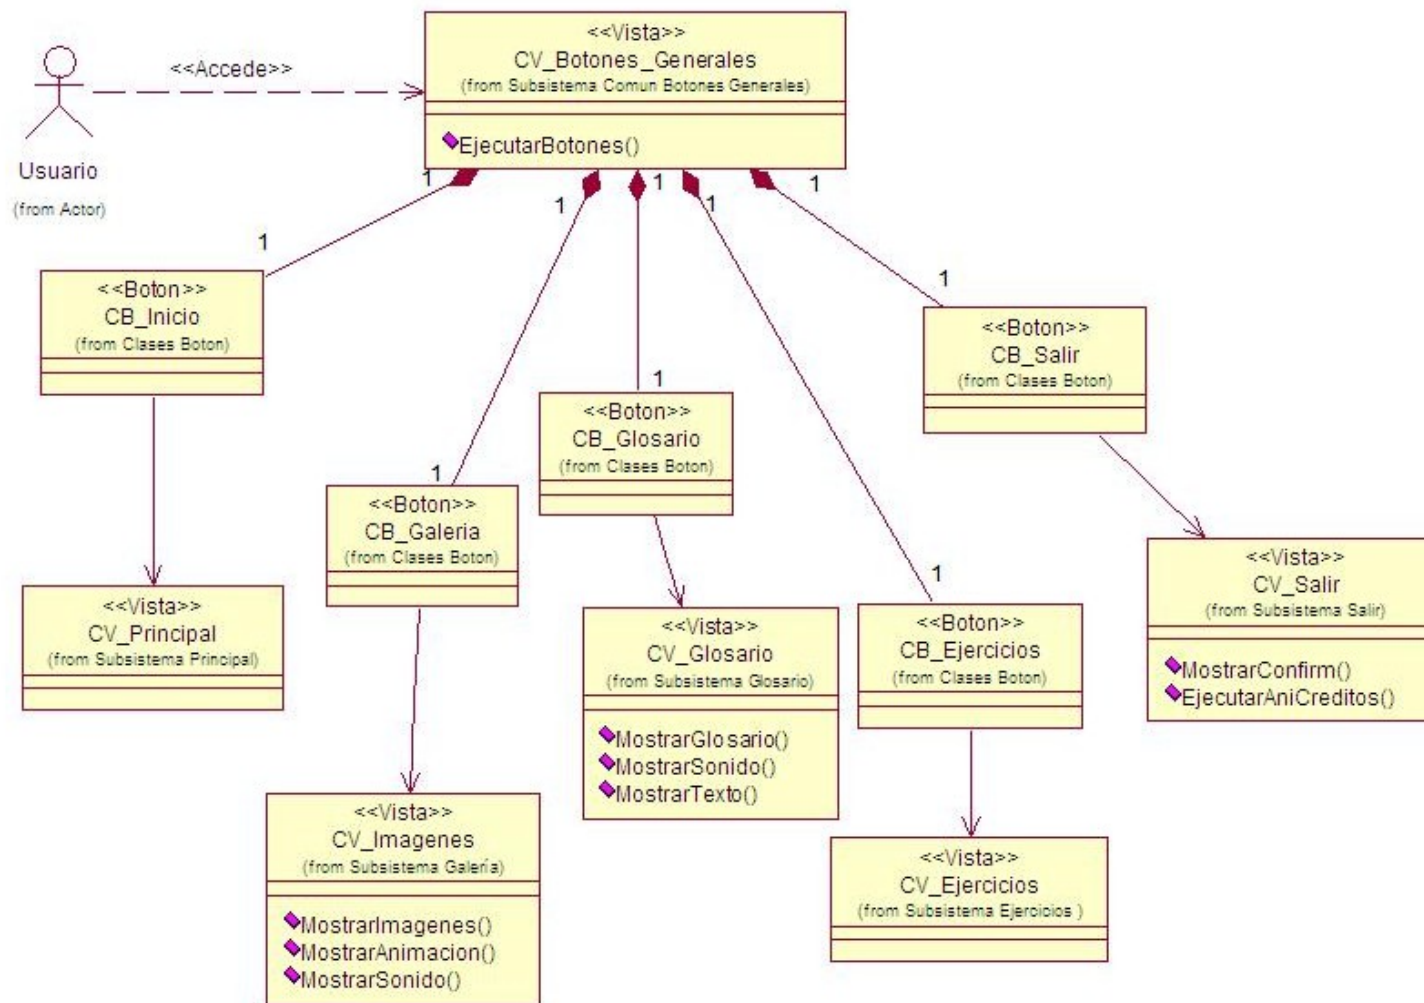 <<Vista>>
CV_Botones_Generales
(from Subsistema Comun Botones Generales)
EjecutarBotones()
<<Accede>>
Usuario
(from Actor)
1
1
1
1
1
1
<<Boton>>
CB_Inicio
(from Clases Boton)
1
<<Boton>>
CB_Salir
(from Clases Boton)
1
<<Boton>>
CB_Glosario
(from Clases Boton)
1
<<Boton>>
CB_Galeria
(from Clases Boton)
1
<<Boton>>
CB_Ejercicios
(from Clases Boton)
<<Vista>>
CV_Principal
(from Subsistema Principal)
<<Vista>>
CV_Imagenes
(from Subsistema Galería)
MostrarImagenes()
MostrarAnimacion()
MostrarSonido()
<<Vista>>
CV_Glosario
(from Subsistema Glosario)
MostrarGlosario()
MostrarSonido()
MostrarTexto()
<<Vista>>
CV_Ejercicios
(from Subsistema Ejercicios )
<<Vista>>
CV_Salir
(from Subsistema Salir)
MostrarConfirm()
EjecutarAniCreditos()